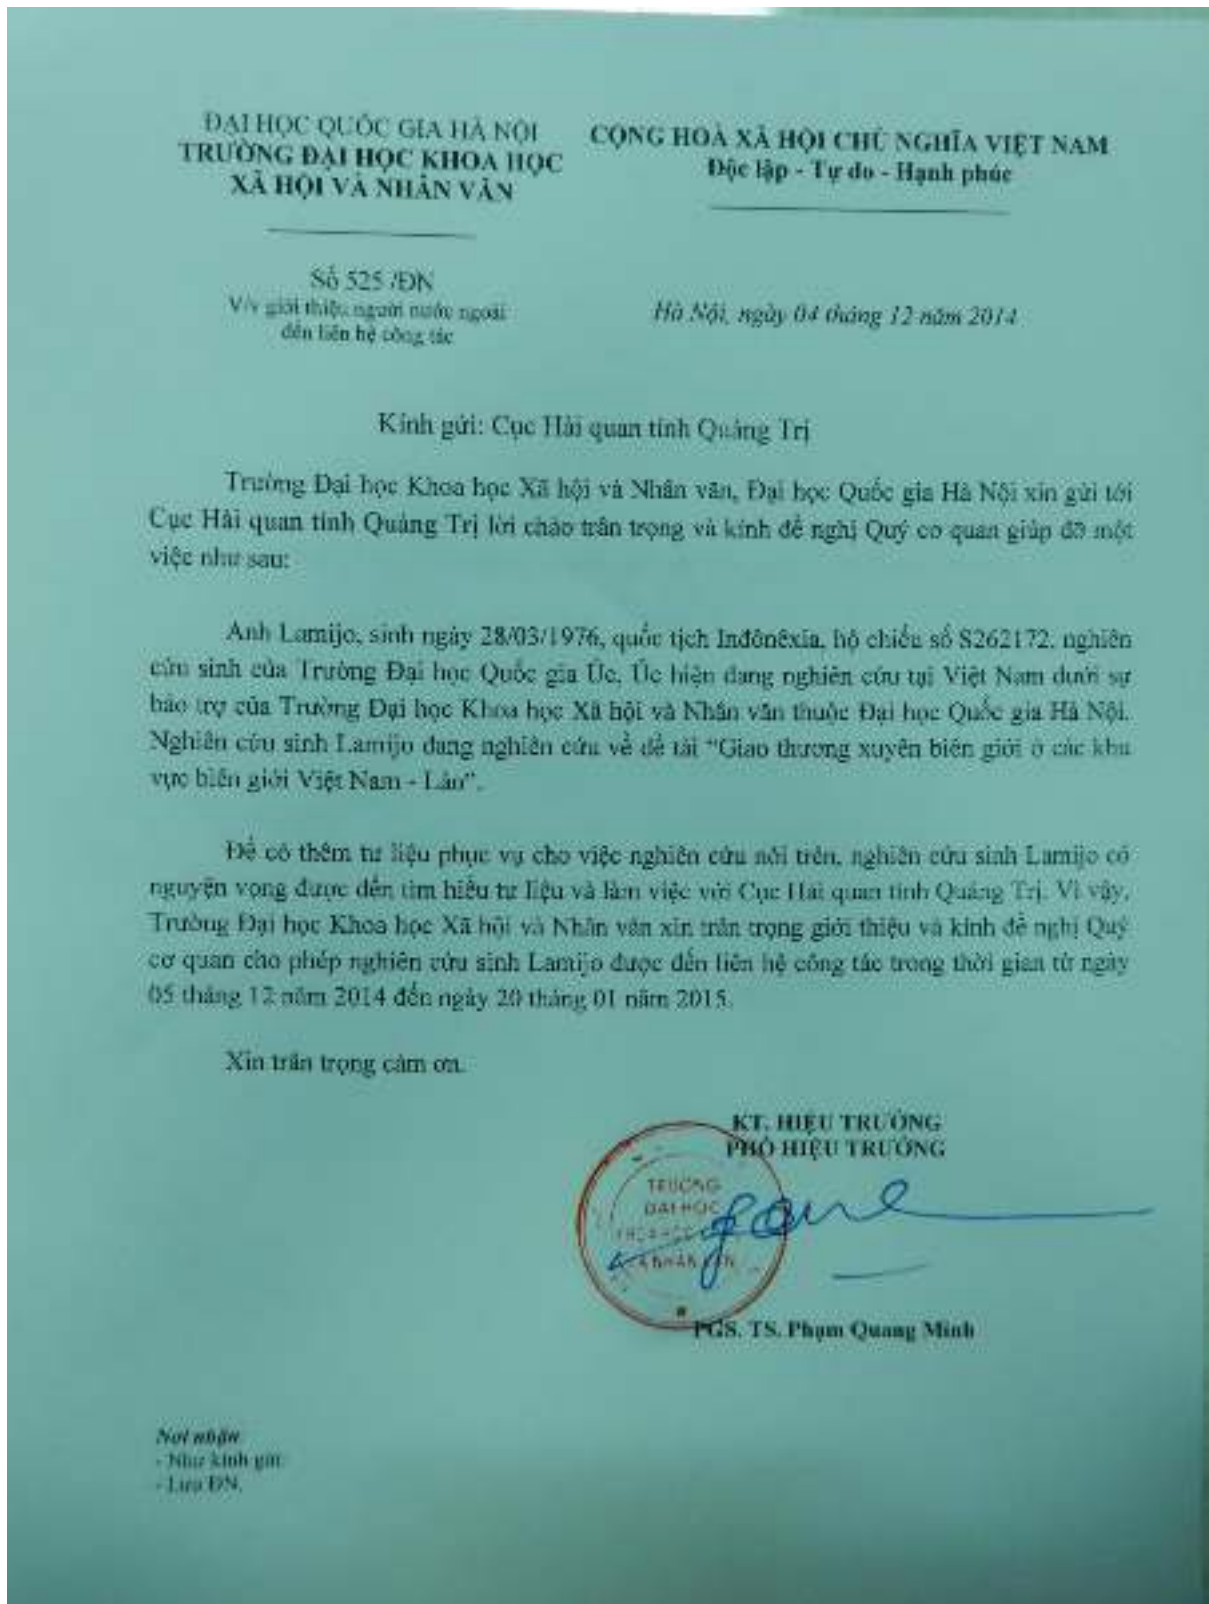 ĐẠI HỌC QUỐC GIA HÀ NỘI
TRƯỜNG ĐẠI HỌC KHOA HỌC
XÃ HỘI VÀ NHÂN VĂN
CỘNG HOÀ XÃ HỘI CHỦ NGHĨA VIỆT NAM
Độc lập - Tự do - Hạnh phúc
Số 525 /ĐN
V/v giới thiệu người nước ngoài
đến liên hệ công tác
Hà Nội, ngày 04 tháng 12 năm 2014
Kính gửi: Cục Hải quan tỉnh Quảng Trị
Trường Đại học Khoa học Xã hội và Nhân văn, Đại học Quốc gia Hà Nội xin gửi tới
Cục Hải quan tỉnh Quảng Trị lời chào trân trọng và kính đề nghị Quý cơ quan giúp đỡ một
việc như sau:
Anh Lamijo, sinh ngày 28/03/1976, quốc tịch Inđônêxia, hộ chiếu số S262172, nghiên
cứu sinh của Trường Đại học Quốc gia Úc, Úc hiện đang nghiên cứu tại Việt Nam dưới sự
bảo trợ của Trường Đại học Khoa học Xã hội và Nhân văn thuộc Đại học Quốc gia Hà Nội.
Nghiên cứu sinh Lamijo đang nghiên cứu về đề tài “Giao thương xuyên biên giới ở các khu
vực biên giới Việt Nam - Lào”.
Để có thêm tư liệu phục vụ cho việc nghiên cứu nói trên, nghiên cứu sinh Lamijo có
nguyện vọng được đến tìm hiểu tư liệu và làm việc với Cục Hải quan tỉnh Quảng Trị. Vì vậy,
Trường Đại học Khoa học Xã hội và Nhân văn xin trân trọng giới thiệu và kính đề nghị Quý
cơ quan cho phép nghiên cứu sinh Lamijo được đến liên hệ công tác trong thời gian từ ngày
05 tháng 12 năm 2014 đến ngày 20 tháng 01 năm 2015.
Xin trân trọng cảm ơn.
KT. HIỆU TRƯỞNG
PHÓ HIỆU TRƯỞNG
TRƯỜNG
ĐẠI HỌC
KHOA HỌC
VÀ NHÂN VĂN
PGS. TS. Phạm Quang Minh
Nơi nhận:
- Như kính gửi;
- Lưu ĐN.